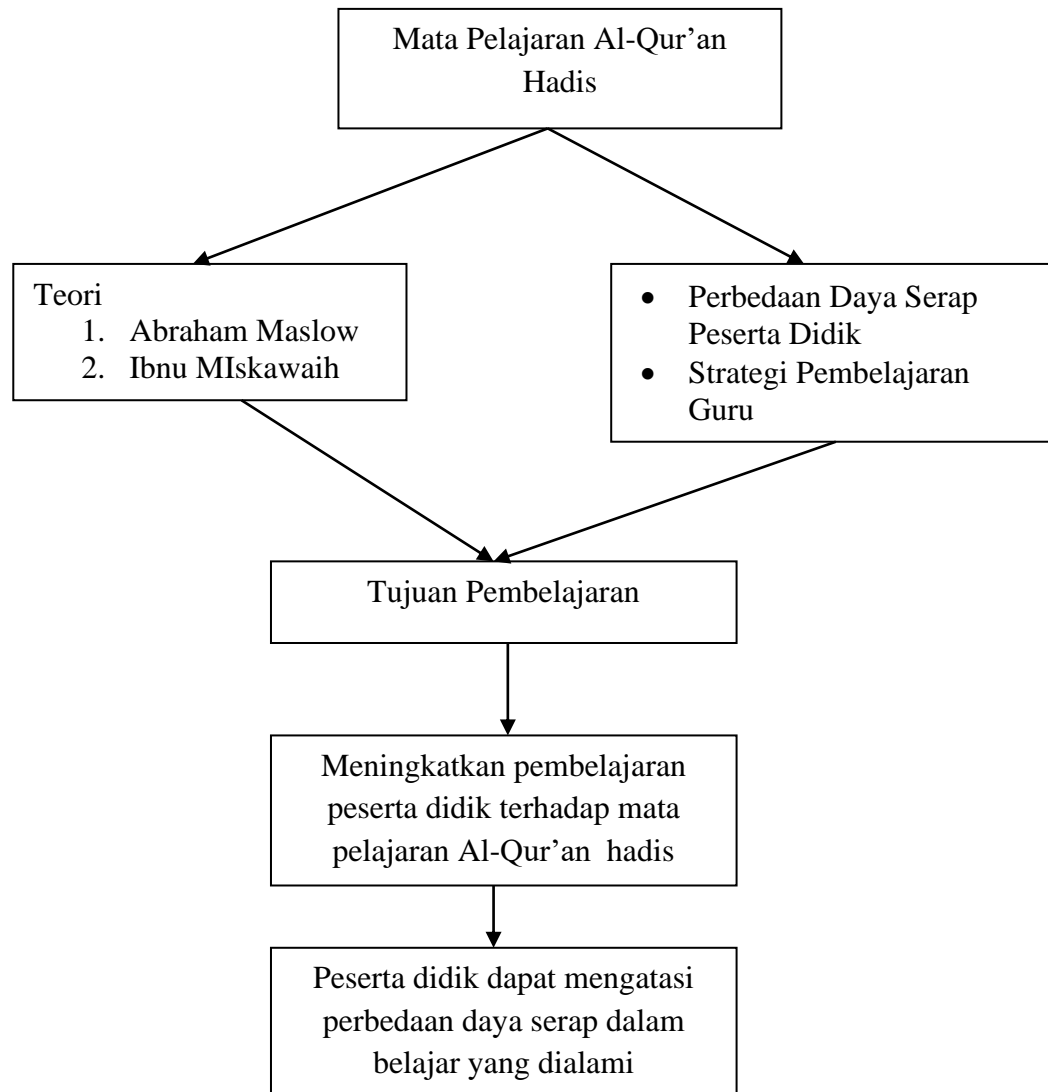 Mata Pelajaran Al-Qur’an
Hadis
Teori
1. Abraham Maslow
2. Ibnu MIskawaih
• Perbedaan Daya Serap
Peserta Didik
• Strategi Pembelajaran
Guru
Tujuan Pembelajaran
Meningkatkan pembelajaran
peserta didik terhadap mata
pelajaran Al-Qur’an hadis
Peserta didik dapat mengatasi
perbedaan daya serap dalam
belajar yang dialami